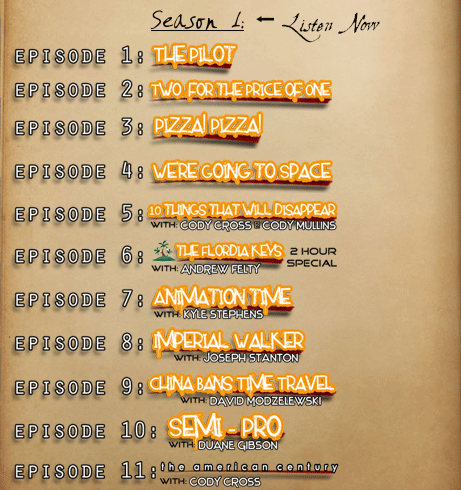 Season 1: ← Listen Now
EPISODE 1: THE PILOT
EPISODE 2: TWO FOR THE PRICE OF ONE
EPISODE 3: PIZZA! PIZZA!
EPISODE 4: WERE GOING TO SPACE
EPISODE 5: 10 THINGS THAT WILL DISAPPEAR
WITH: CODY CROSS & CODY MULLINS
EPISODE 6: THE FLORDIA KEYS 2 HOUR SPECIAL
WITH: ANDREW FELTY
EPISODE 7: ANIMATION TIME
WITH: KYLE STEPHENS
EPISODE 8: IMPERIAL WALKER
WITH: JOSEPH STANTON
EPISODE 9: CHINA BANS TIME TRAVEL
WITH: DAVID MODZELEWSKI
EPISODE 10: SEMI - PRO
WITH: DUANE GIBSON
EPISODE 11: the american century
WITH: CODY CROSS